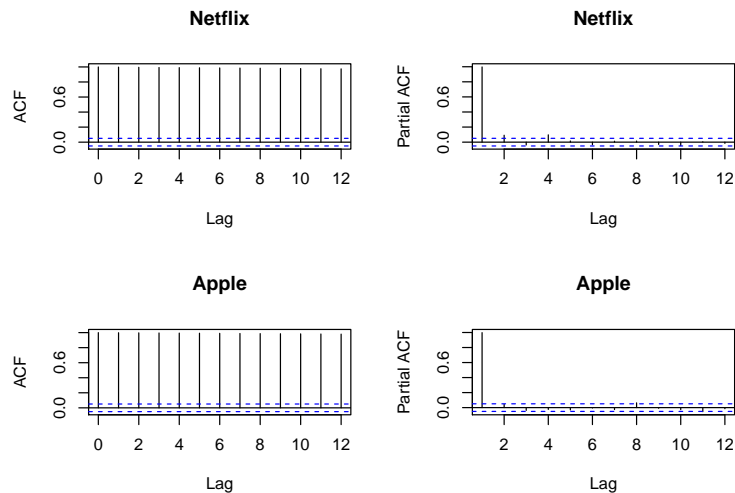 Netflix
ACF
0.0 0.6
0 2 4 6 8 10 12
Lag
Netflix
Partial ACF
0.0 0.6
2 4 6 8 10 12
Lag
Apple
ACF
0.0 0.6
0 2 4 6 8 10 12
Lag
Apple
Partial ACF
0.0 0.6
2 4 6 8 10 12
Lag